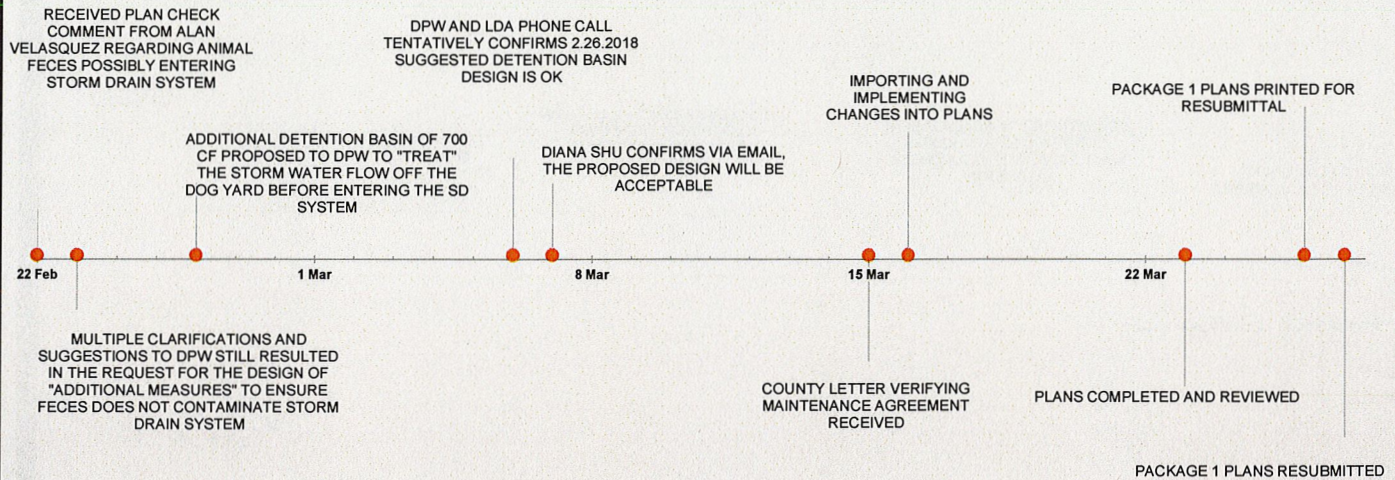 RECEIVED PLAN CHECK
COMMENT FROM ALAN
VELASQUEZ REGARDING ANIMAL
FECES POSSIBLY ENTERING
STORM DRAIN SYSTEM
DPW AND LDA PHONE CALL
TENTATIVELY CONFIRMS 2.26.2018
SUGGESTED DETENTION BASIN
DESIGN IS OK
IMPORTING AND
IMPLEMENTING
CHANGES INTO PLANS
PACKAGE 1 PLANS PRINTED FOR
RESUBMITTAL
ADDITIONAL DETENTION BASIN OF 700
CF PROPOSED TO DPW TO "TREAT"
THE STORM WATER FLOW OFF THE
DOG YARD BEFORE ENTERING THE SD
SYSTEM
DIANA SHU CONFIRMS VIA EMAIL,
THE PROPOSED DESIGN WILL BE
ACCEPTABLE
22 Feb
1 Mar
8 Mar
15 Mar
22 Mar
MULTIPLE CLARIFICATIONS AND
SUGGESTIONS TO DPW STILL RESULTED
IN THE REQUEST FOR THE DESIGN OF
"ADDITIONAL MEASURES" TO ENSURE
FECES DOES NOT CONTAMINATE STORM
DRAIN SYSTEM
COUNTY LETTER VERIFYING
MAINTENANCE AGREEMENT
RECEIVED
PLANS COMPLETED AND REVIEWED
PACKAGE 1 PLANS RESUBMITTED